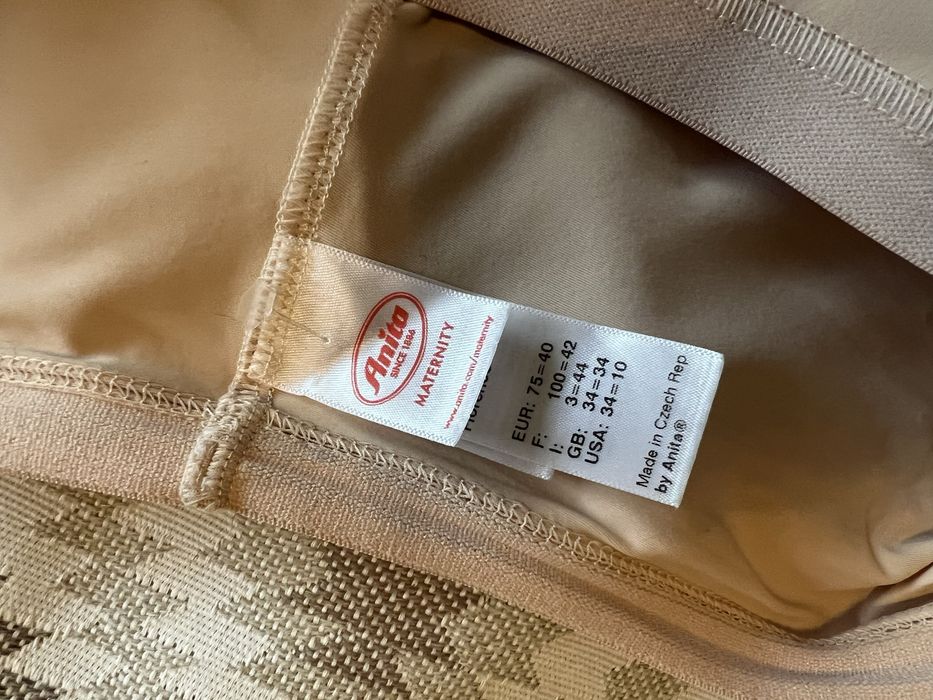 Anita
SINCE 1886
MATERNITY
www.anita.com/maternity
EUR: 75=40
F: 100=42
I: 3=44
GB: 34=34
USA: 34=10
Made in Czech Rep
by Anita®